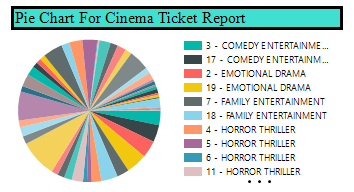 Pie Chart For Cinema Ticket Report
3 - COMEDY ENTERTAINME...
17 - COMEDY ENTERTAINM...
2 - EMOTIONAL DRAMA
19 - EMOTIONAL DRAMA
7 - FAMILY ENTERTAINMENT
18 - FAMILY ENTERTAINMENT
4 - HORROR THRILLER
5 - HORROR THRILLER
6 - HORROR THRILLER
11 - HORROR THRILLER